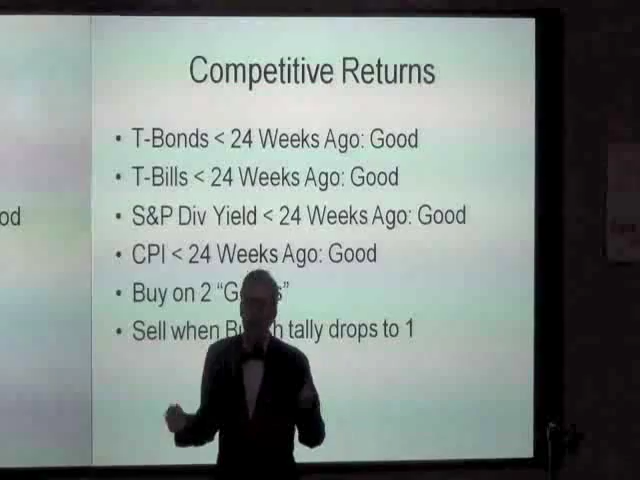 Competitive Returns
• T-Bonds < 24 Weeks Ago: Good
• T-Bills < 24 Weeks Ago: Good
• S&P Div Yield < 24 Weeks Ago: Good
od
• CPI < 24 Weeks Ago: Good
• Buy on 2
• Sell when tally drops to 1